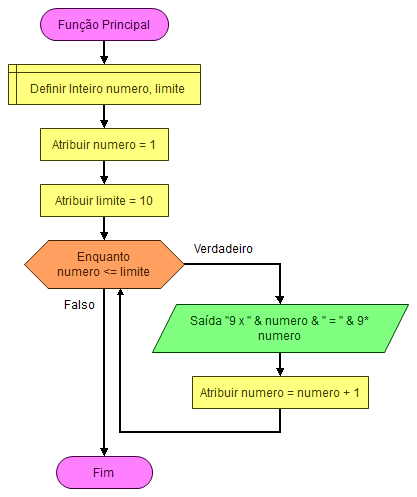 Função Principal
Definir Inteiro numero, limite
Atribuir numero = 1
Atribuir limite = 10
Enquanto
numero <= limite
Verdadeiro
Falso
Saída "9 x " & numero & " = " & 9*
numero
Atribuir numero = numero + 1
Fim